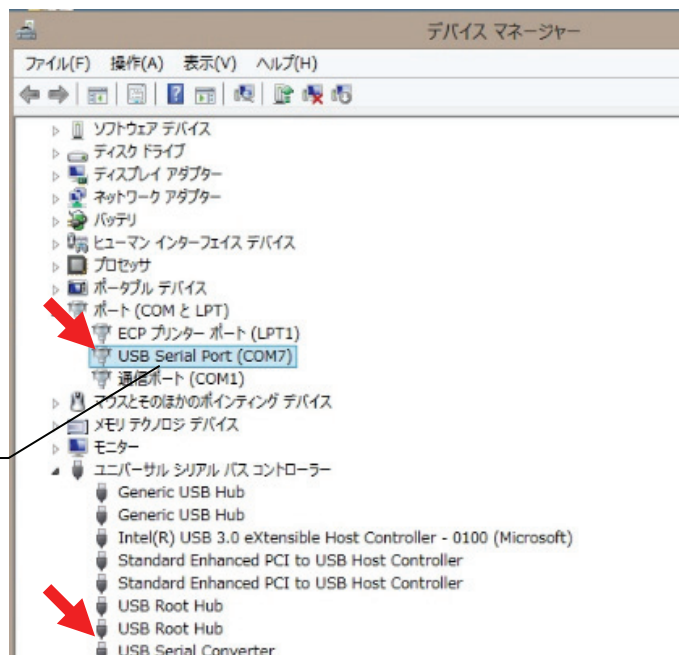 デバイス マネージャー
ファイル(F) 操作(A) 表示(V) ヘルプ(H)
ソフトウェア デバイス
ディスク ドライブ
ディスプレイ アダプター
ネットワーク アダプター
バッテリ
ヒューマン インターフェイス デバイス
プロセッサ
ポータブル デバイス
ポート (COM と LPT)
ECP プリンター ポート (LPT1)
USB Serial Port (COM7)
通信ポート (COM1)
マウスとそのほかのポインティング デバイス
メモリ テクノロジ デバイス
モニター
ユニバーサル シリアル バス コントローラー
Generic USB Hub
Generic USB Hub
Intel(R) USB 3.0 eXtensible Host Controller - 0100 (Microsoft)
Standard Enhanced PCI to USB Host Controller
Standard Enhanced PCI to USB Host Controller
USB Root Hub
USB Root Hub
USB Serial Converter